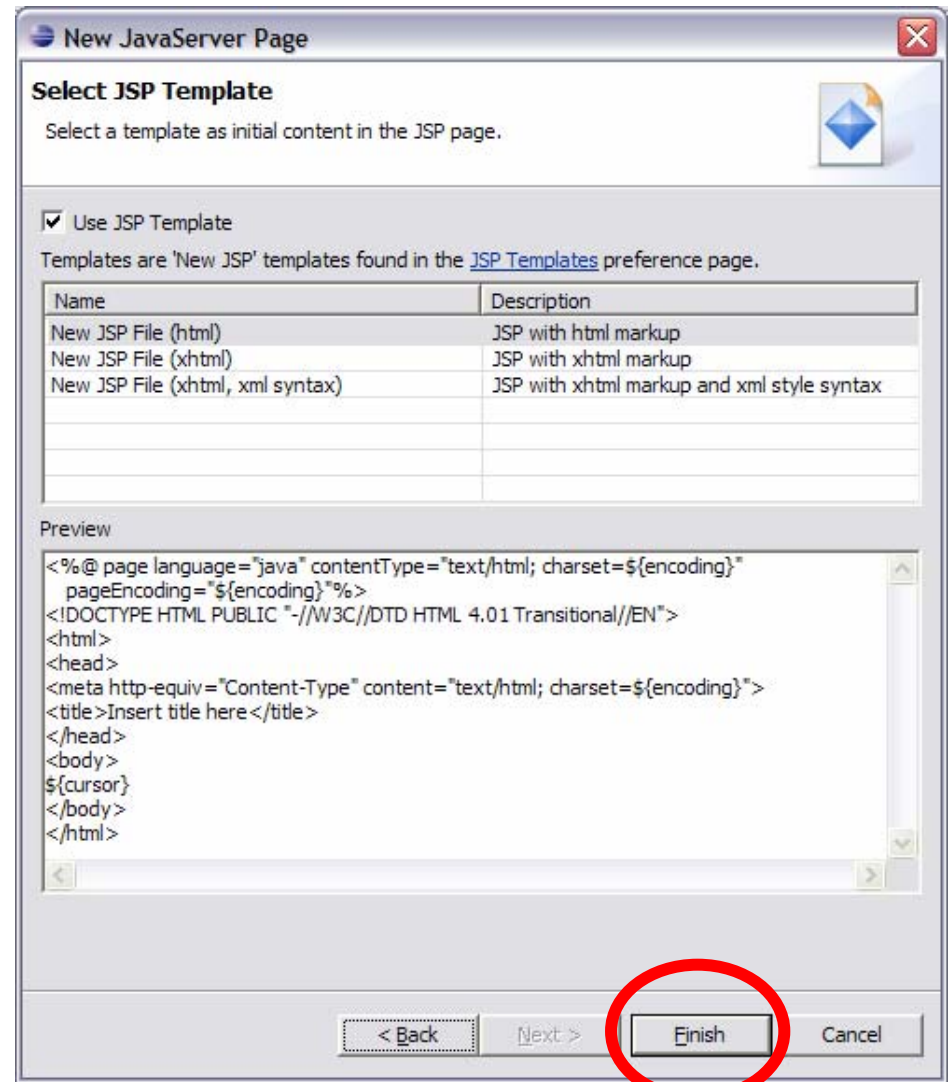 New JavaServer Page
Select JSP Template
Select a template as initial content in the JSP page.
Use JSP Template
Templates are 'New JSP' templates found in the JSP Templates preference page.
Name Description
New JSP File (html) JSP with html markup
New JSP File (xhtml) JSP with xhtml markup
New JSP File (xhtml, xml syntax) JSP with xhtml markup and xml style syntax
Preview
<%@ page language="java" contentType="text/html; charset=${encoding}"
pageEncoding="${encoding}"%>
<!DOCTYPE HTML PUBLIC "-//W3C//DTD HTML 4.01 Transitional//EN">
<html>
<head>
<meta http-equiv="Content-Type" content="text/html; charset=${encoding}">
<title>Insert title here</title>
</head>
<body>
${cursor}
</body>
</html>
< Back Next > Finish Cancel